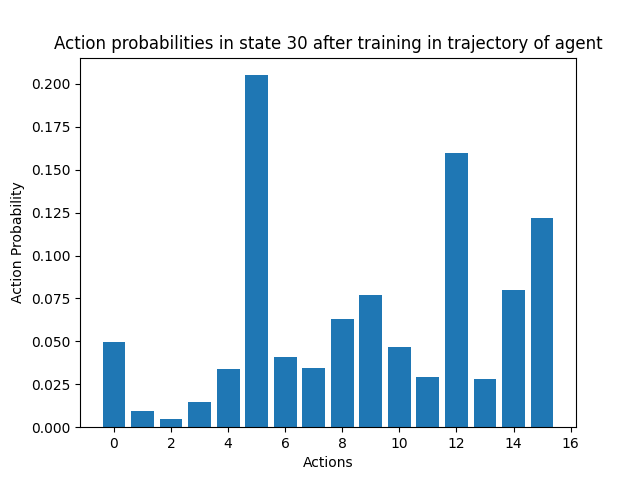 Action probabilities in state 30 after training in trajectory of agent
0.200
0.175
0.150
0.125
0.100
0.075
0.050
0.025
0.000
Action Probability
0 2 4 6 8 10 12 14 16
Actions